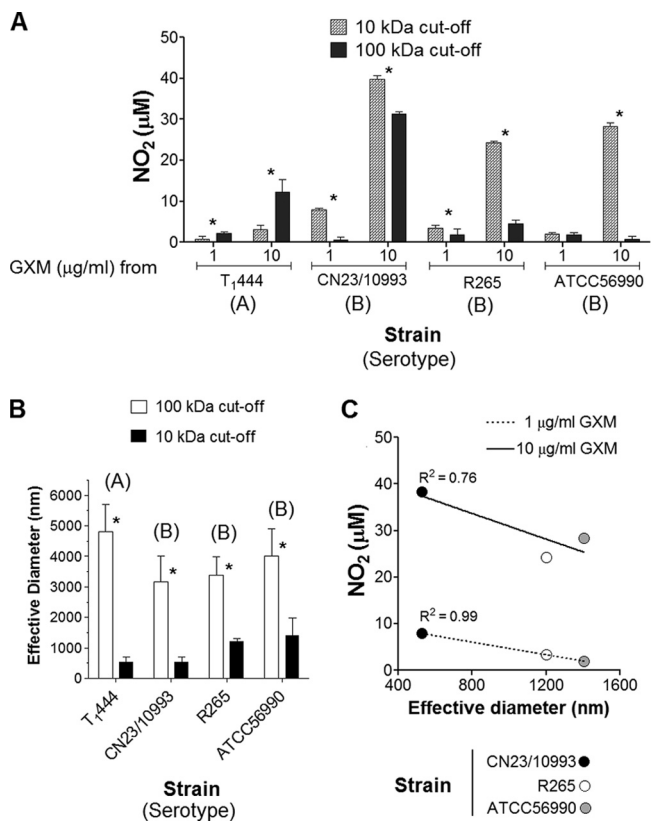 A
10 kDa cut-off
100 kDa cut-off
NO2 (μM)
50
40
30
20
10
0
GXM (μg/ml) from
1 10 1 10 1 10 1 10
T1444 CN23/10993 R265 ATCC56990
(A) (B) (B) (B)
* * * * * * *
Strain
(Serotype)
B
100 kDa cut-off
10 kDa cut-off
Effective Diameter (nm)
6000
5000
4000
3000
2000
1000
0
(A) (B) (B) (B)
* * * *
T1444 CN23/10993 R265 ATCC56990
Strain
(Serotype)
C
1 μg/ml GXM
10 μg/ml GXM
NO2 (μM)
50
40
30
20
10
0
R2 = 0.76
R2 = 0.99
400 800 1200 1600
Effective diameter (nm)
Strain
CN23/10993
R265
ATCC56990